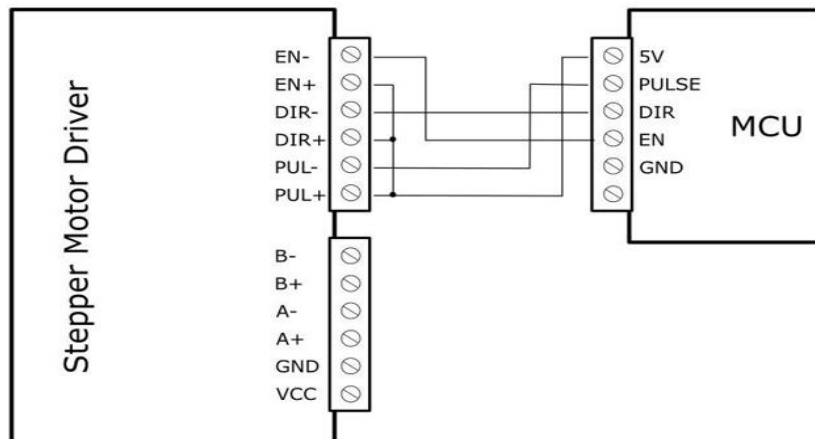 Stepper Motor Driver
EN-
EN+
DIR-
DIR+
PUL-
PUL+
B-
B+
A-
A+
GND
VCC
5V
PULSE
DIR
EN
GND
MCU